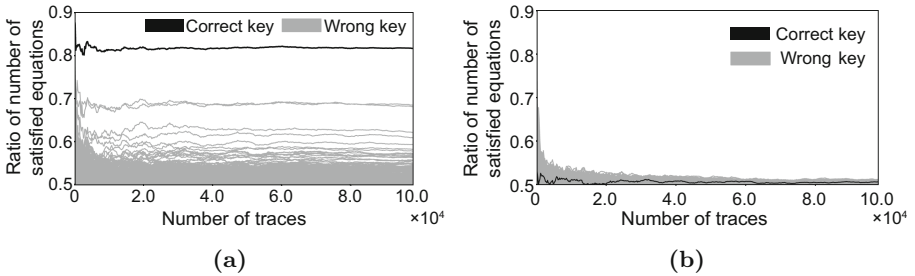 Ratio of number of
satisfied equations
0.9
0.8
0.7
0.6
0.5
Correct key
Wrong key
0
2.0
4.0
6.0
8.0
10.0
×10⁴
Number of traces
(a)
Ratio of number of
satisfied equations
0.9
0.8
0.7
0.6
0.5
Correct key
Wrong key
0
2.0
4.0
6.0
8.0
10.0
×10⁴
Number of traces
(b)